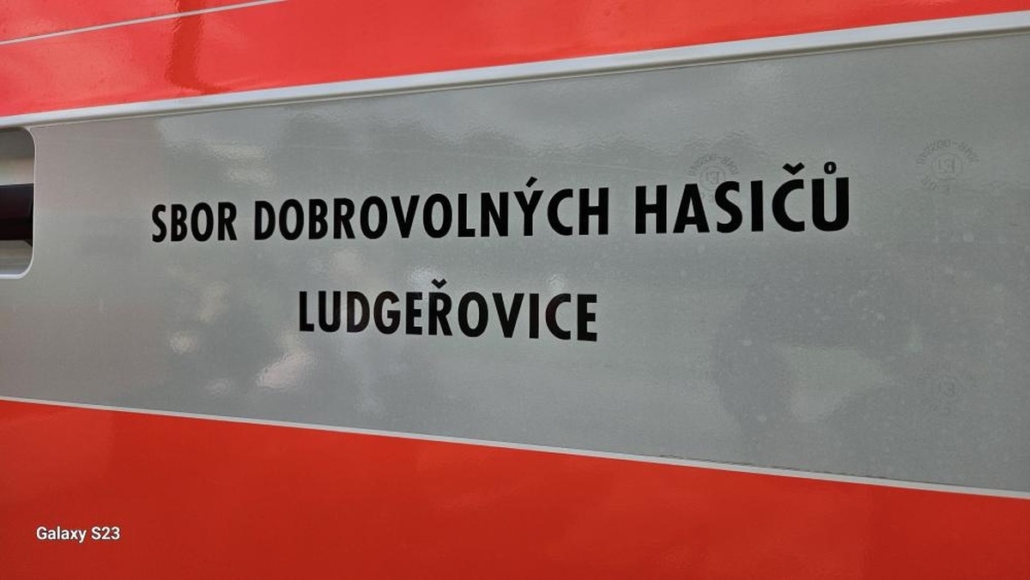 SBOR DOBROVOLNÝCH HASIČŮ
LUDGEŘOVICE
Galaxy S23